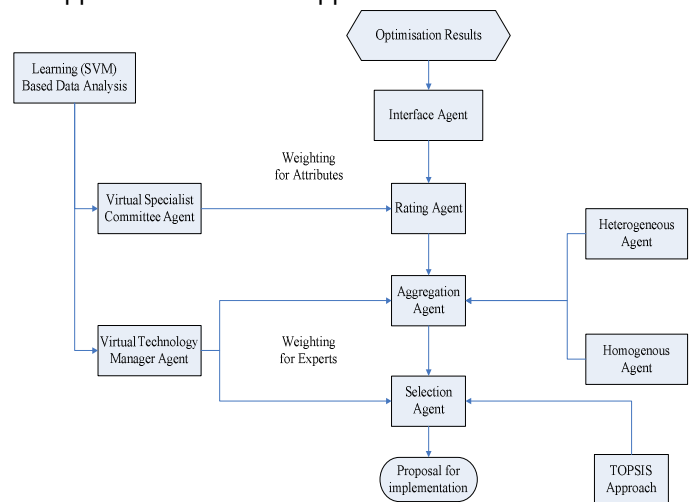 Optimisation Results
Learning (SVM)
Based Data Analysis
Interface Agent
Weighting
for Attributes
Virtual Specialist
Committee Agent
Rating Agent
Heterogeneous
Agent
Aggregation
Agent
Virtual Technology
Manager Agent
Weighting
for Experts
Homogenous
Agent
Selection
Agent
Proposal for
implementation
TOPSIS
Approach